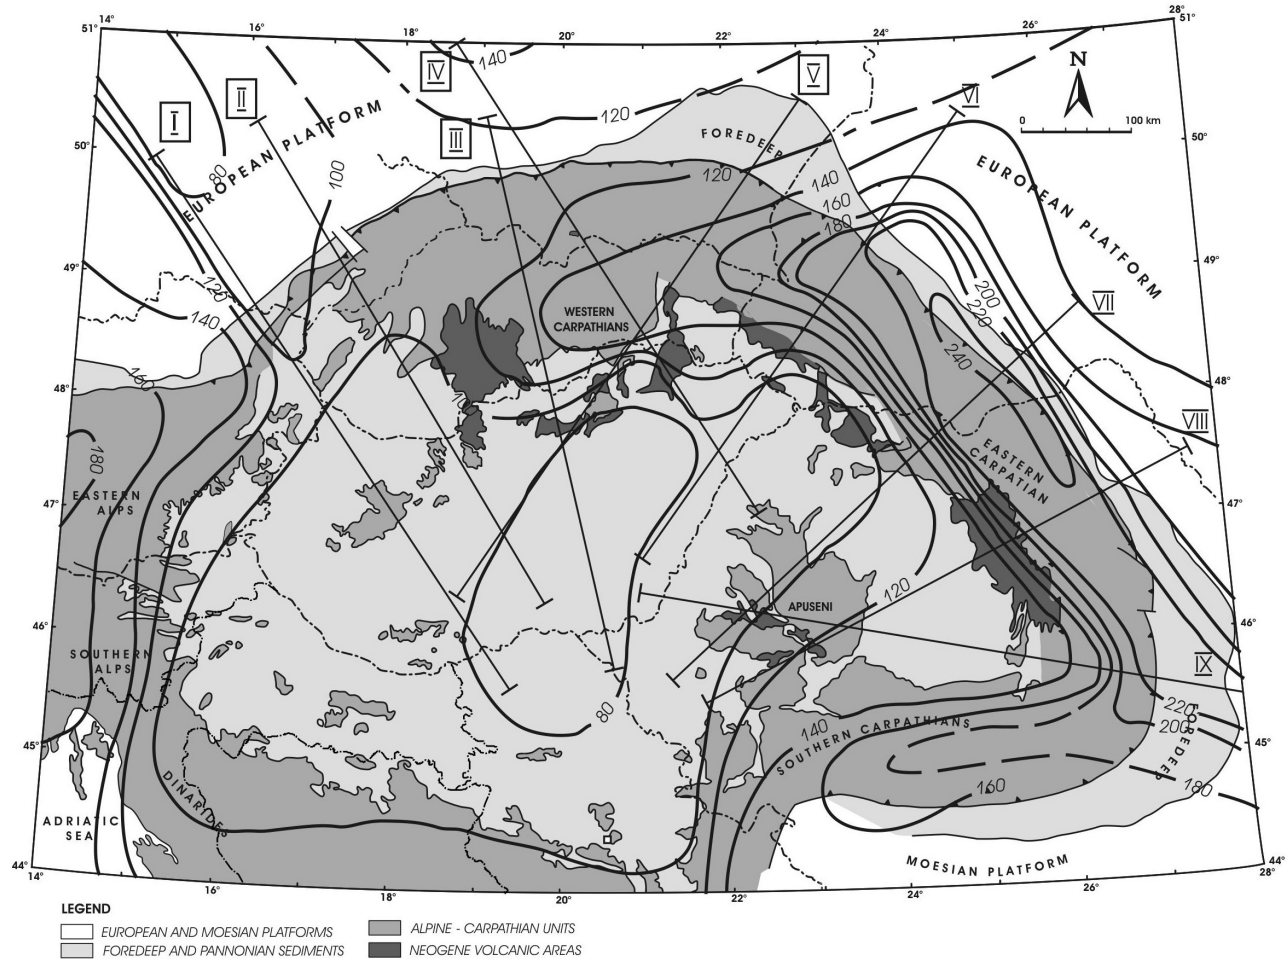 14°
16°
18°
20°
22°
24°
26°
28°
51°
51°
IV
140
V
II
VI
N
I
III
120
0
100 km
EUROPEAN PLATFORM
FOREDEEP
50°
50°
80
100
120
140
160
180
EUROPEAN PLATFORM
49°
49°
120
140
200
220
VII
WESTERN
CARPATHIANS
240
48°
48°
160
VIII
180
EASTERN
CARPATIAN
EASTERN
ALPS
47°
47°
120
APUSENI
46°
46°
SOUTHERN
ALPS
IX
80
220
200
FOREDEEP
140
SOUTHERN CARPATHIANS
45°
45°
160
180
DINARIDES
ADRIATIC
SEA
MOESIAN PLATFORM
44°
44°
14°
16°
18°
20°
22°
24°
26°
28°
LEGEND
EUROPEAN AND MOESIAN PLATFORMS
ALPINE - CARPATHIAN UNITS
FOREDEEP AND PANNONIAN SEDIMENTS
NEOGENE VOLCANIC AREAS